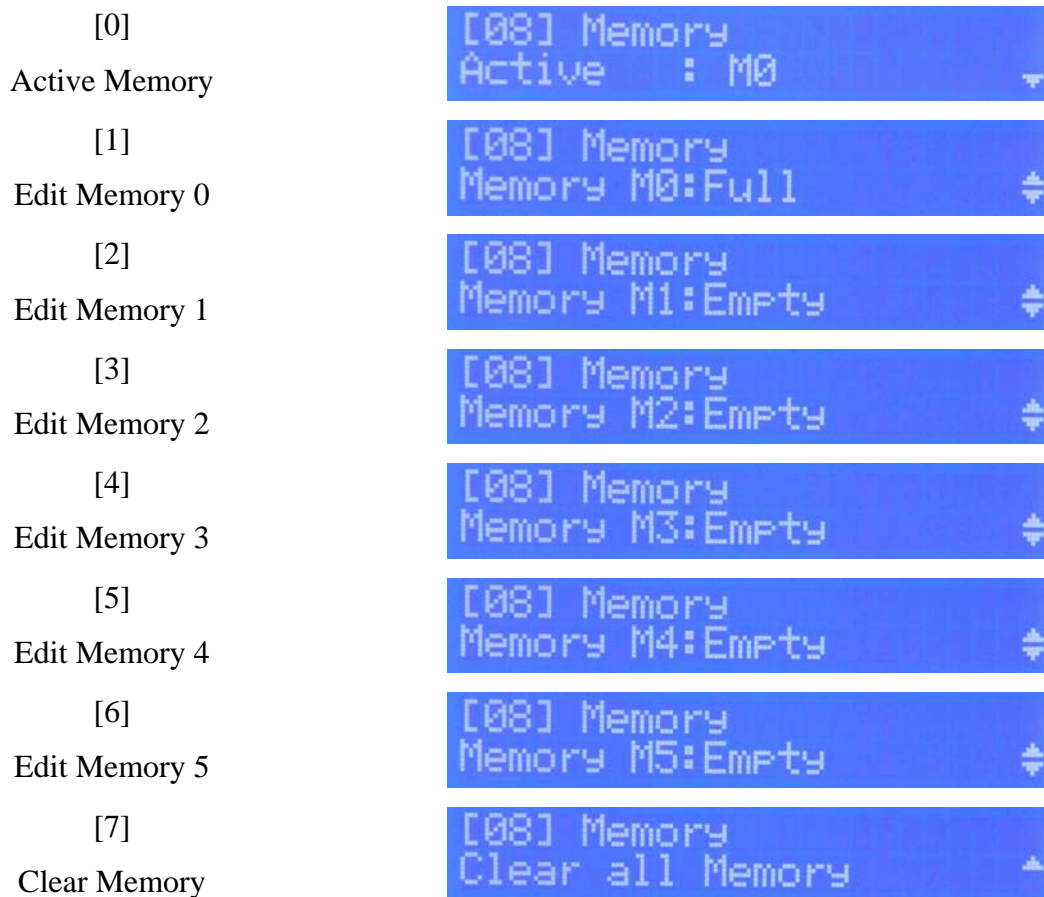 [0]
Active Memory
[08] Memory
Active : M0
[1]
Edit Memory 0
[08] Memory
Memory M0:Full
[2]
Edit Memory 1
[08] Memory
Memory M1:Empty
[3]
Edit Memory 2
[08] Memory
Memory M2:Empty
[4]
Edit Memory 3
[08] Memory
Memory M3:Empty
[5]
Edit Memory 4
[08] Memory
Memory M4:Empty
[6]
Edit Memory 5
[08] Memory
Memory M5:Empty
[7]
Clear Memory
[08] Memory
Clear all Memory